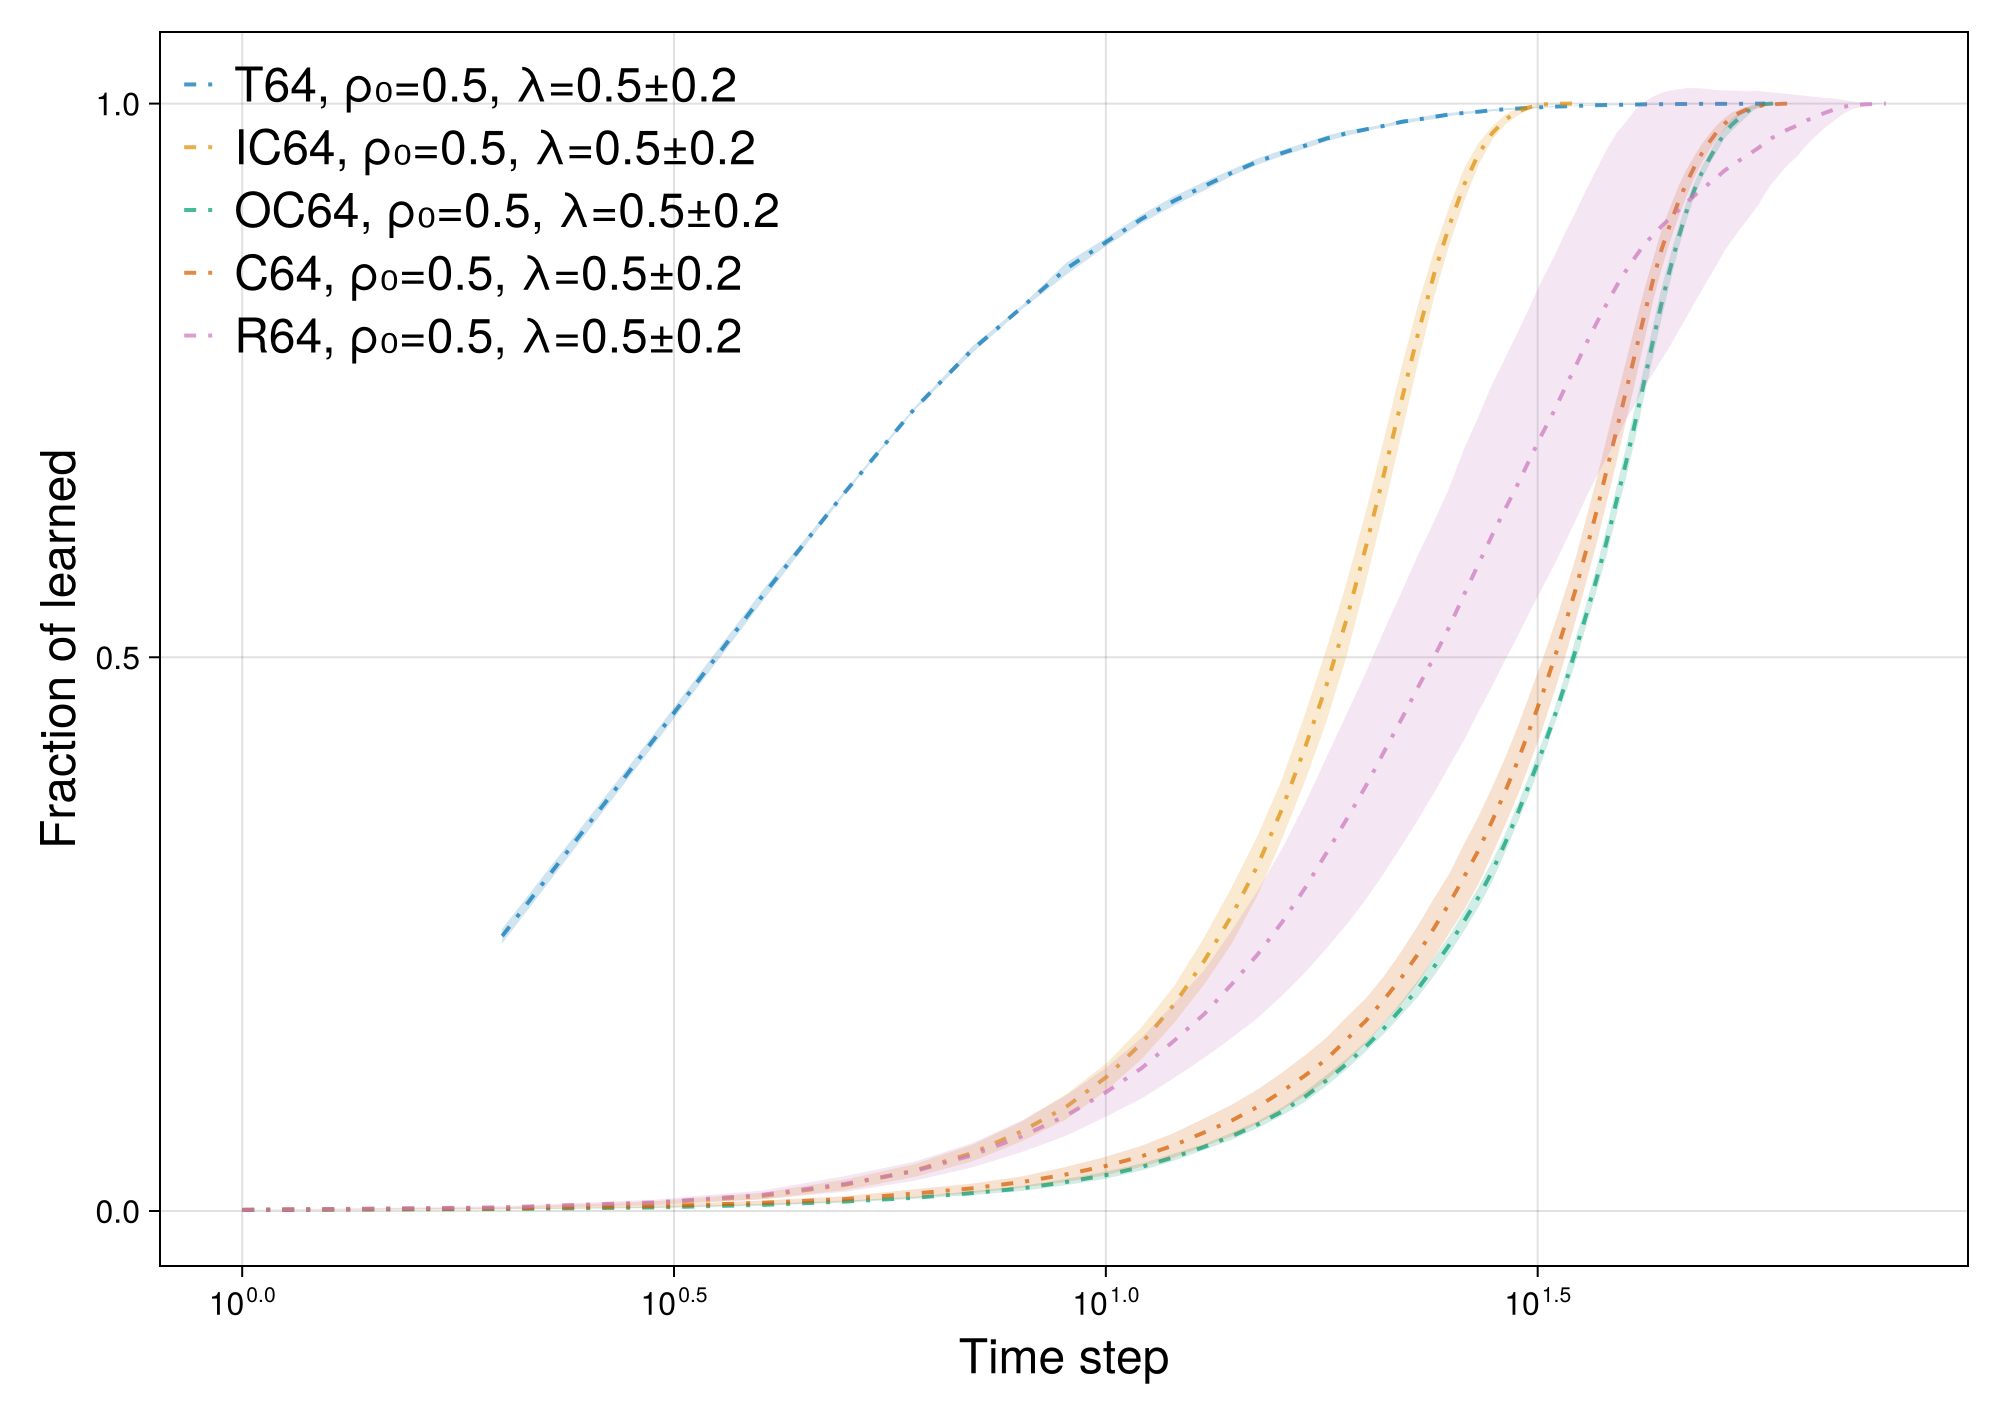 T64, ρ₀=0.5, λ=0.5±0.2
IC64, ρ₀=0.5, λ=0.5±0.2
OC64, ρ₀=0.5, λ=0.5±0.2
C64, ρ₀=0.5, λ=0.5±0.2
R64, ρ₀=0.5, λ=0.5±0.2
1.0
0.5
0.0
Fraction of learned
10^0.0 10^0.5 10^1.0 10^1.5
Time step